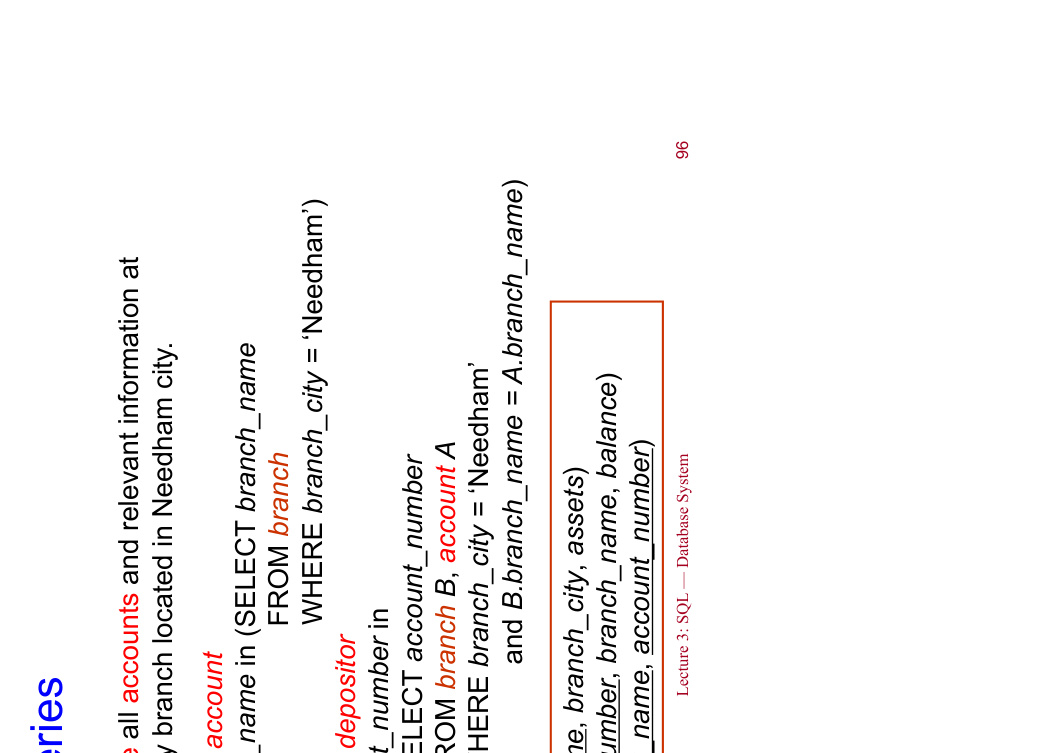 eries
e all accounts and relevant information at
y branch located in Needham city.
account
_name in (SELECT branch_name
FROM branch
WHERE branch_city = ‘Needham’)
depositor
t_number in
ELECT account_number
ROM branch B, account A
HERE branch_city = ‘Needham’
and B.branch_name = A.branch_name)
ne, branch_city, assets)
umber, branch_name, balance)
_name, account_number)
Lecture 3: SQL — Database System 96